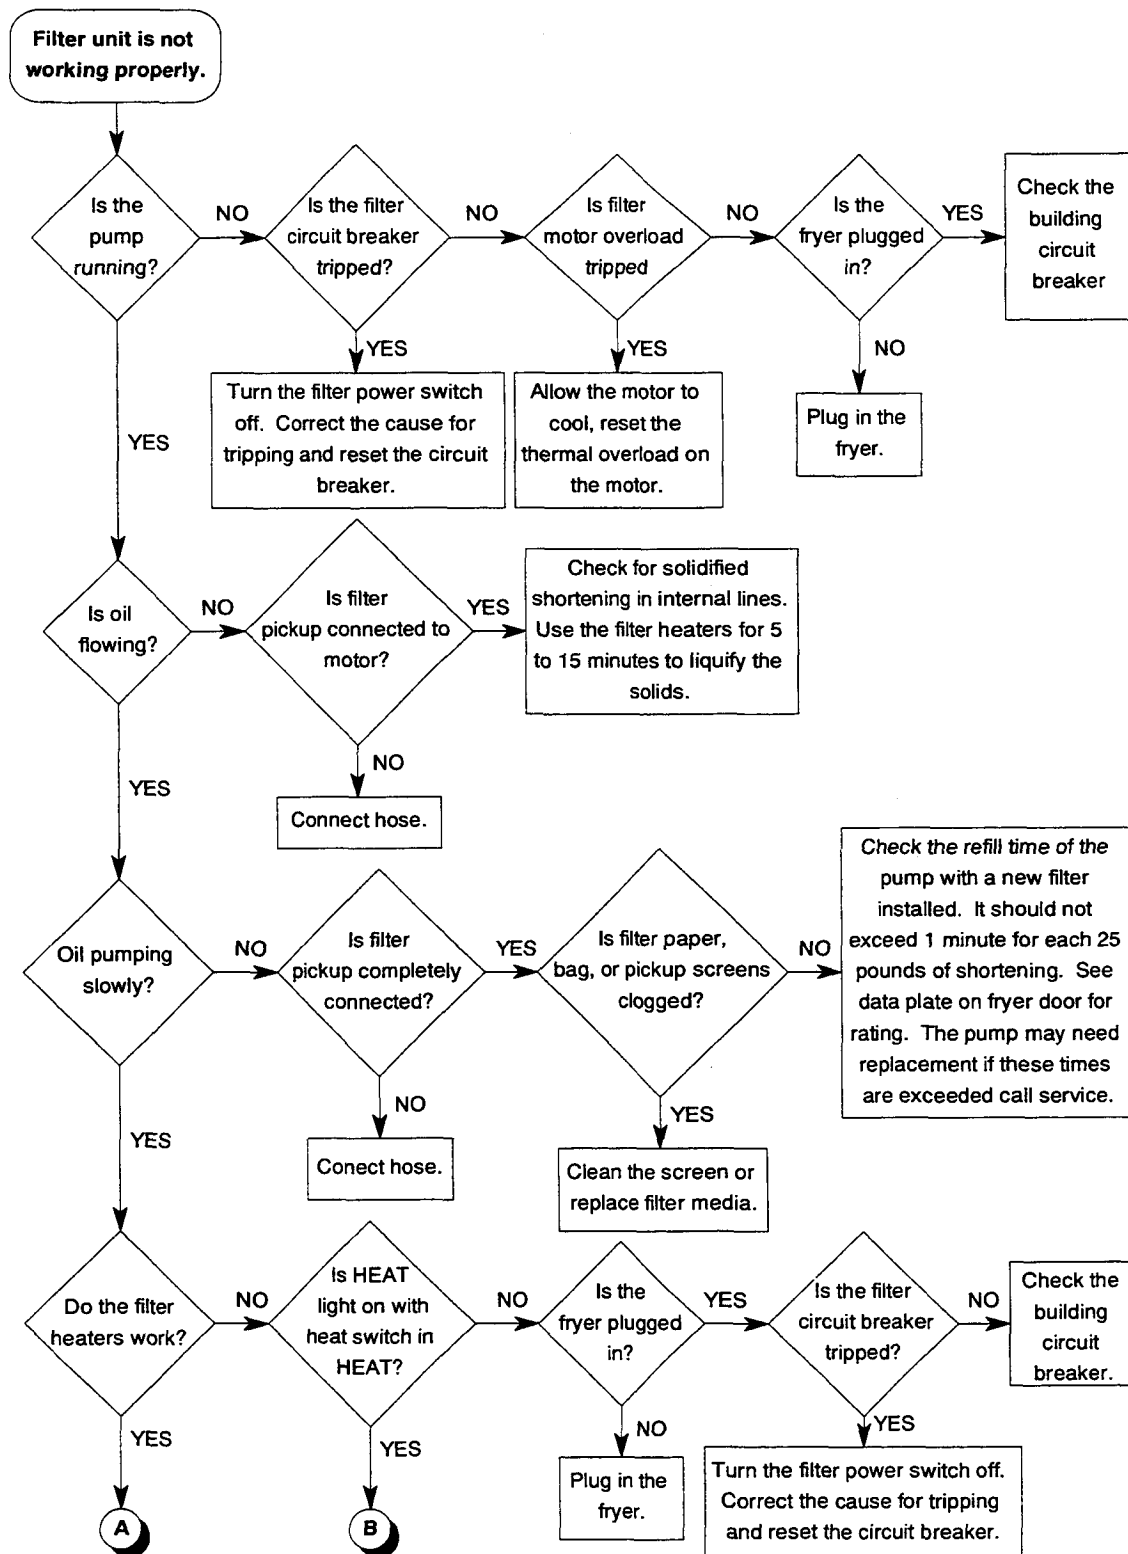 Filter unit is not
working properly.
Is the
pump
running?
NO
Is the filter
circuit breaker
tripped?
NO
Is filter
motor overload
tripped
NO
Is the
fryer plugged
in?
YES
Check the
building
circuit
breaker
YES
Turn the filter power switch
off. Correct the cause for
tripping and reset the circuit
breaker.
YES
Allow the motor to
cool, reset the
thermal overload on
the motor.
NO
Plug in the
fryer.
YES
Is oil
flowing?
NO
Is filter
pickup connected to
motor?
YES
Check for solidified
shortening in internal lines.
Use the filter heaters for 5
to 15 minutes to liquify the
solids.
NO
Connect hose.
YES
Oil pumping
slowly?
NO
Is filter
pickup completely
connected?
YES
Is filter paper,
bag, or pickup screens
clogged?
NO
Check the refill time of the
pump with a new filter
installed. It should not
exceed 1 minute for each 25
pounds of shortening. See
data plate on fryer door for
rating. The pump may need
replacement if these times
are exceeded call service.
NO
Conect hose.
YES
Clean the screen or
replace filter media.
YES
Do the filter
heaters work?
NO
Is HEAT
light on with
heat switch in
HEAT?
NO
Is the
fryer plugged
in?
YES
Is the filter
circuit breaker
tripped?
NO
Check the
building
circuit
breaker.
YES
A
YES
B
NO
Plug in the
fryer.
YES
Turn the filter power switch off.
Correct the cause for tripping
and reset the circuit breaker.